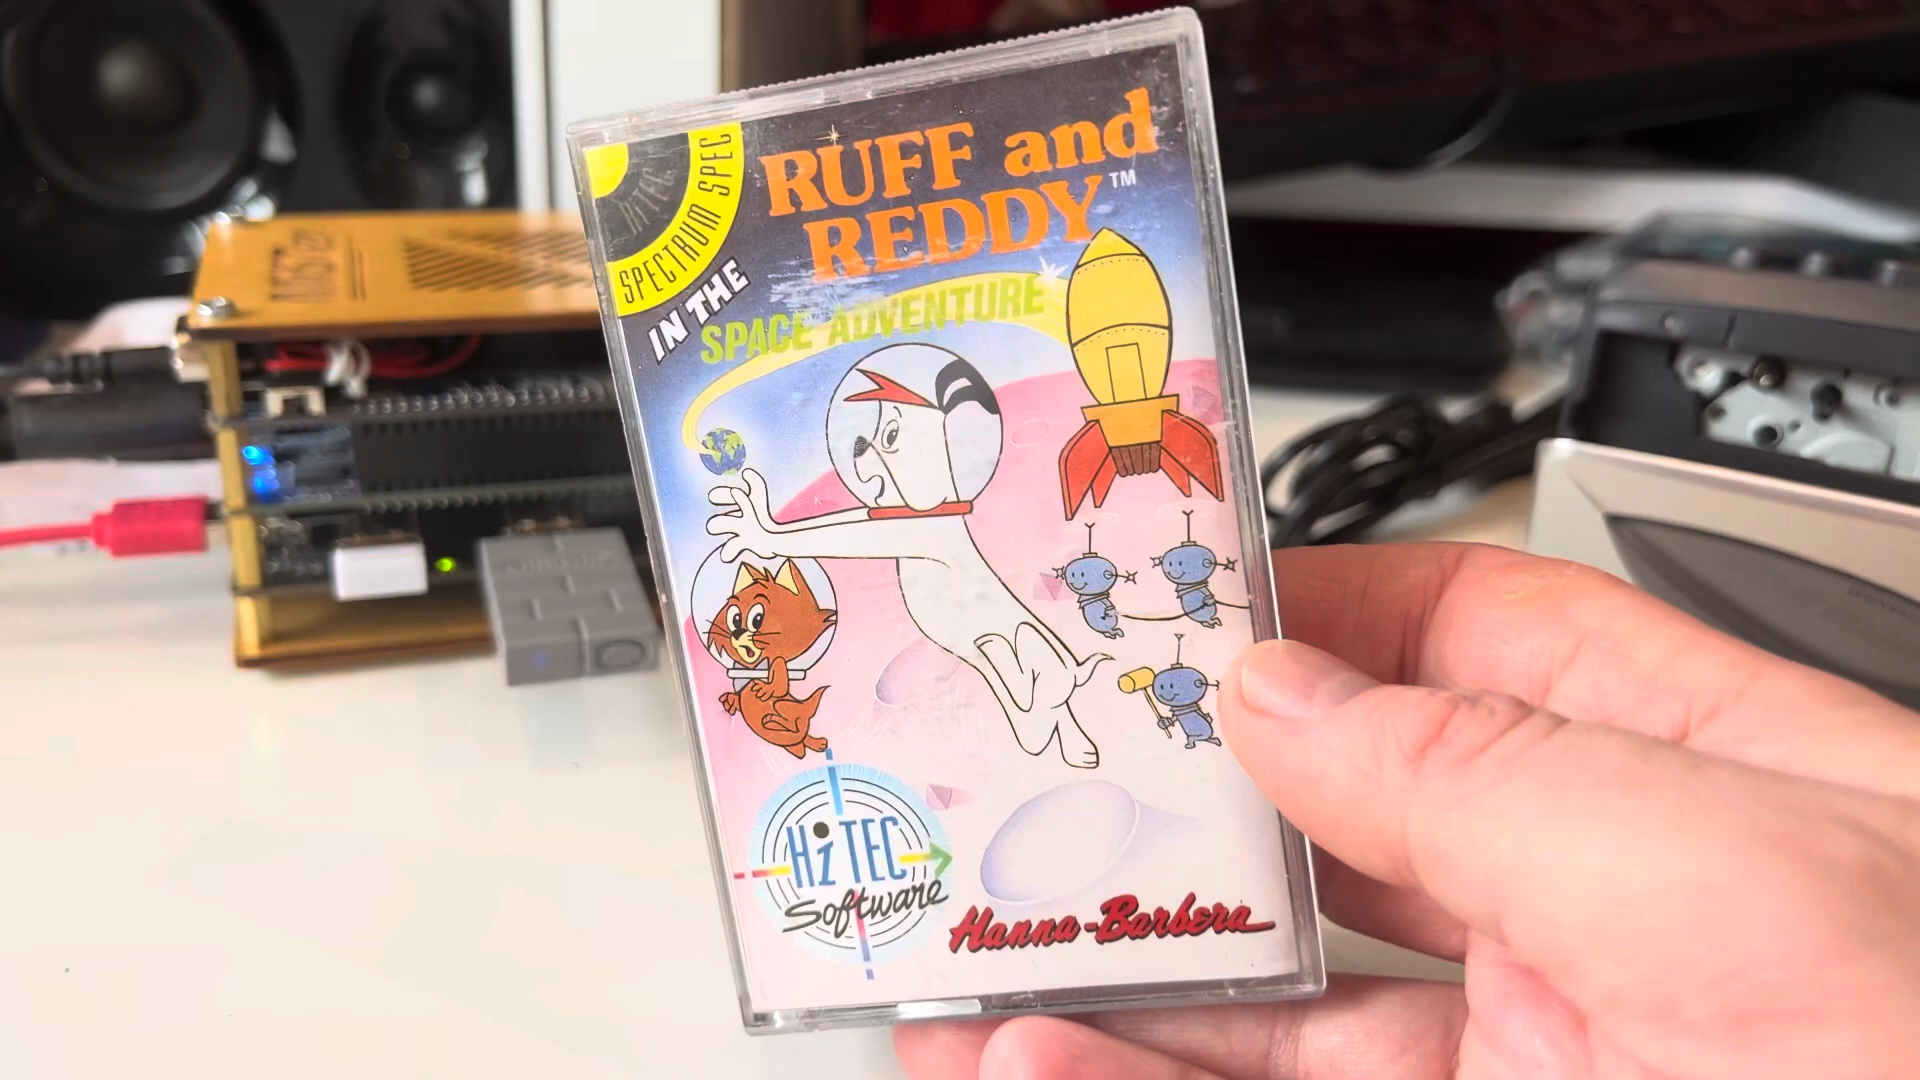 RUFF and
REDDY™
IN THE
SPACE ADVENTURE
SPECTRUM SPEC
HiTEC
HiTEC
Software
Hanna-Barbera